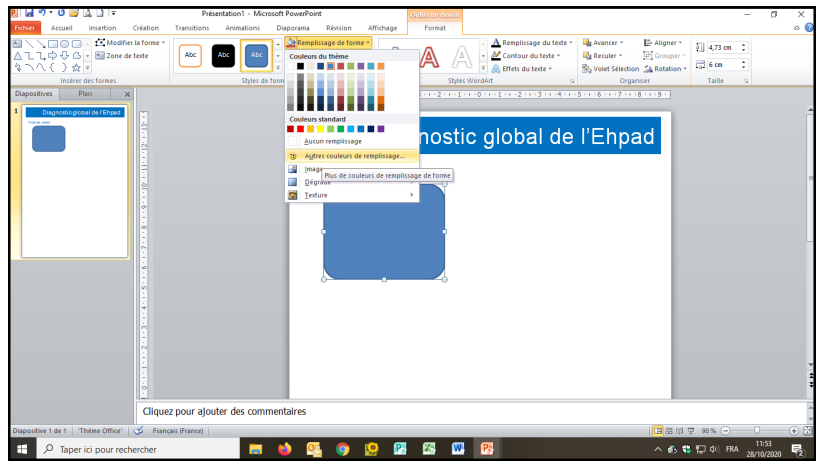 Présentation1 - Microsoft PowerPoint
Outils de dessin
Fichier Accueil Insertion Création Transitions Animations Diaporama Révision Affichage Format
Modifier la forme
Zone de texte
Insérer des formes
Abc Abc Abc
Styles de form
Remplissage de forme
A A
Remplissage du texte
Contour du texte
Effets du texte
Styles WordArt
Avancer
Reculer
Volet Sélection
Aligner
Grouper
Rotation
Organiser
4,73 cm
6 cm
Taille
Couleurs du thème
Couleurs standard
Aucun remplissage
Autres couleurs de remplissage...
Image
Plus de couleurs de remplissage de forme
Dégradé
Texture
Diapositives Plan
1
Diagnostic global de l'Ehpad
nostic global de l’Ehpad
Cliquez pour ajouter des commentaires
Diapositive 1 de 1 "Thème Office" Français (France) 90 %
Taper ici pour rechercher
FRA
11:53
28/10/2020